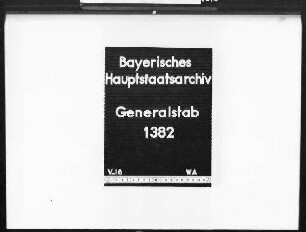 Bayerisches
Hauptstaatsarchiv
Generalstab
1382
V.16 WA